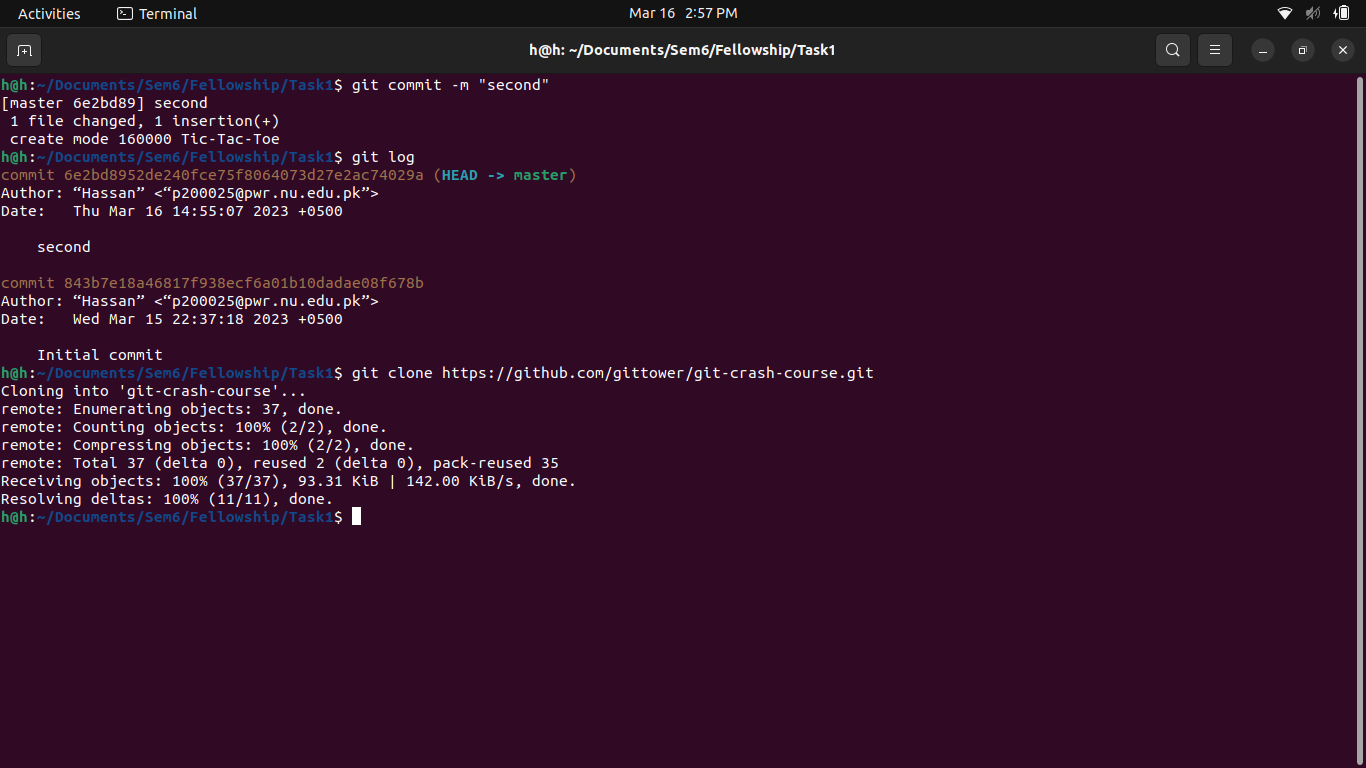 Activities Terminal Mar 16 2:57 PM
h@h: ~/Documents/Sem6/Fellowship/Task1
h@h:~/Documents/Sem6/Fellowship/Task1$ git commit -m "second"
[master 6e2bd89] second
 1 file changed, 1 insertion(+)
 create mode 160000 Tic-Tac-Toe
h@h:~/Documents/Sem6/Fellowship/Task1$ git log
commit 6e2bd8952de240fce75f8064073d27e2ac74029a (HEAD -> master)
Author: “Hassan” <“p200025@pwr.nu.edu.pk”>
Date:   Thu Mar 16 14:55:07 2023 +0500
    second
commit 843b7e18a46817f938ecf6a01b10dadae08f678b
Author: “Hassan” <“p200025@pwr.nu.edu.pk”>
Date:   Wed Mar 15 22:37:18 2023 +0500
    Initial commit
h@h:~/Documents/Sem6/Fellowship/Task1$ git clone https://github.com/gittower/git-crash-course.git
Cloning into 'git-crash-course'...
remote: Enumerating objects: 37, done.
remote: Counting objects: 100% (2/2), done.
remote: Compressing objects: 100% (2/2), done.
remote: Total 37 (delta 0), reused 2 (delta 0), pack-reused 35
Receiving objects: 100% (37/37), 93.31 KiB | 142.00 KiB/s, done.
Resolving deltas: 100% (11/11), done.
h@h:~/Documents/Sem6/Fellowship/Task1$